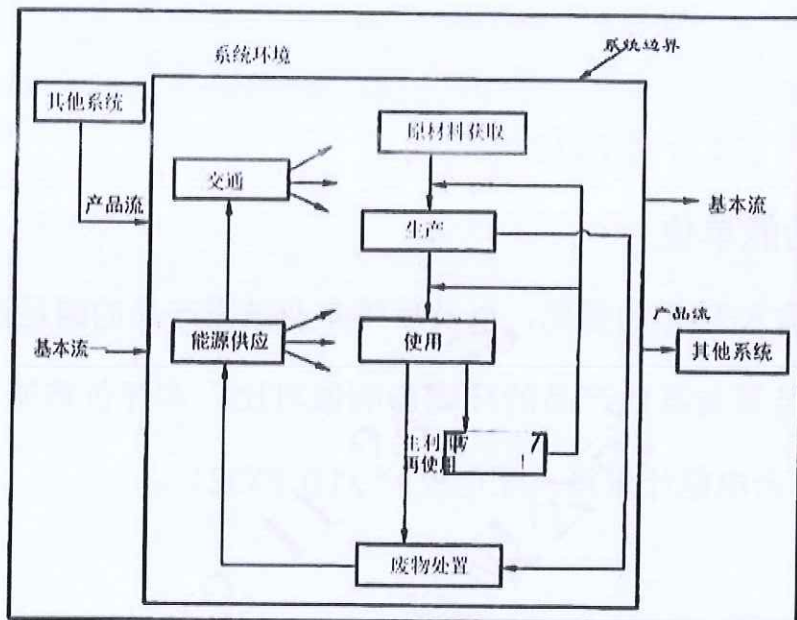 系统环境
系统边界
其他系统
原材料获取
交通
产品流
基本流
生产
产品流
基本流
能源供应
使用
其他系统
再使用
废物处置